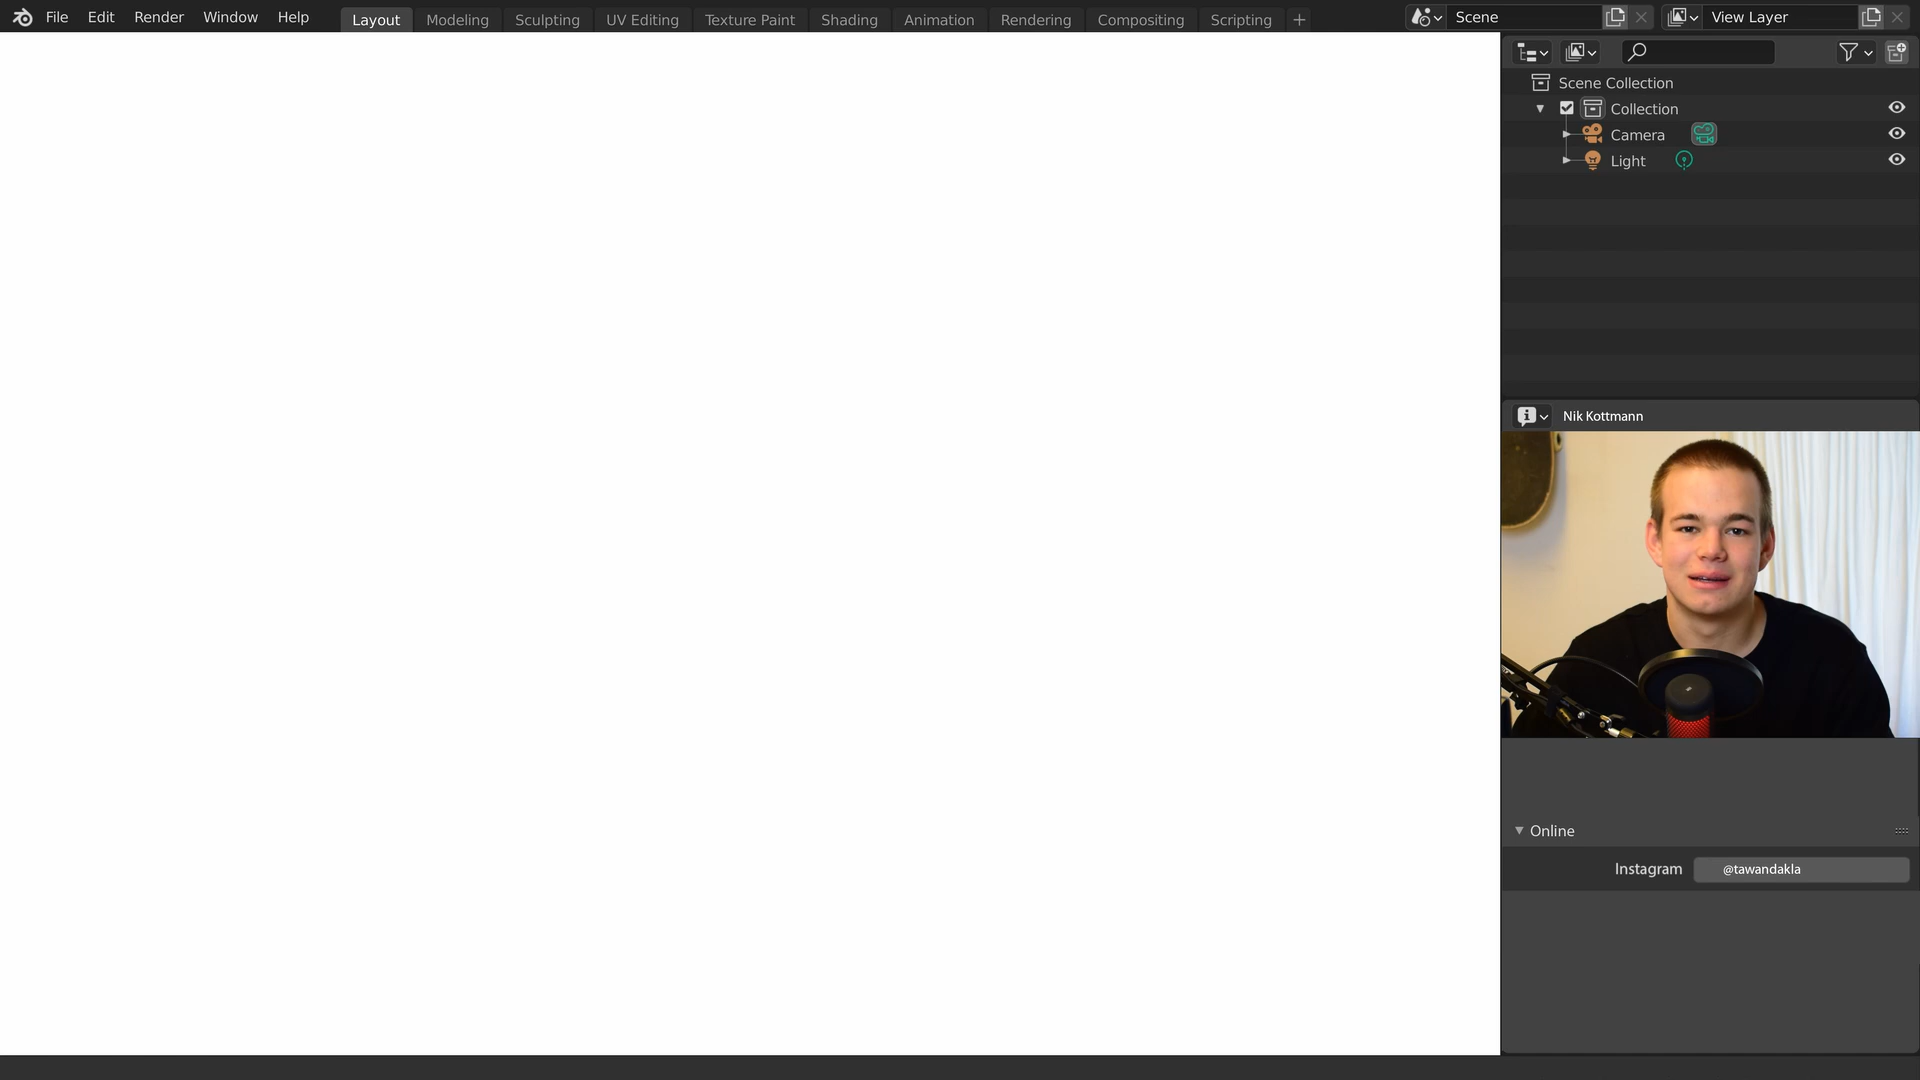 File Edit Render Window Help Layout Modeling Sculpting UV Editing Texture Paint Shading Animation Rendering Compositing Scripting + Scene View Layer
Scene Collection
Collection
Camera
Light
Nik Kottmann
Online
Instagram @tawandakla